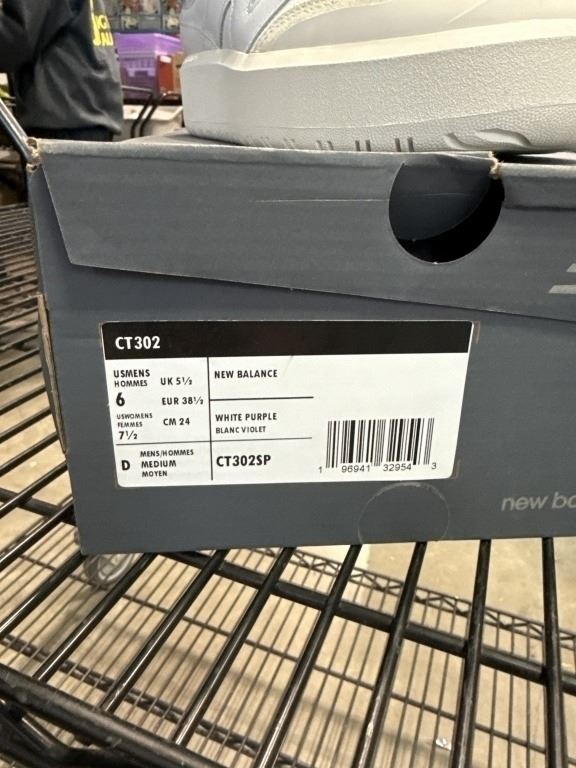 CT302
USMENS
HOMMES
6
UK 5½
EUR 38½
USWOMENS
FEMMES
7½
CM 24
D
MENS/HOMMES
MEDIUM
MOYEN
NEW BALANCE
WHITE PURPLE
BLANC VIOLET
CT302SP
1 96941 32954 3
new ba